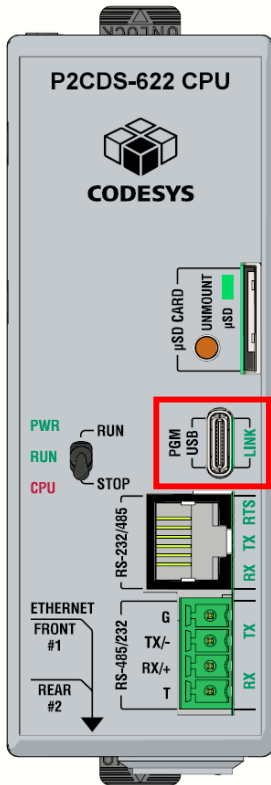 UNLOCK
P2CDS-622 CPU
CODESYS
µSD CARD
UNMOUNT
µSD
PWR
RUN
CPU
RUN
STOP
PGM
USB
LINK
RS-232/485
RX TX RTS
ETHERNET
FRONT
#1
REAR
#2
RS-485/232
G
TX/-
RX/+
T
TX
RX